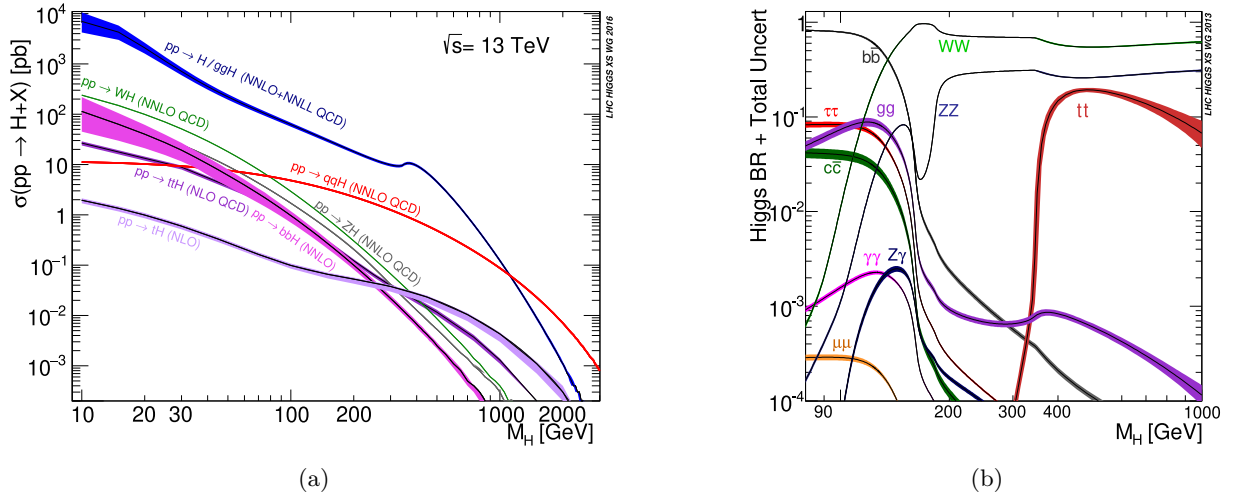 σ(pp → H+X) [pb]
10⁴
10³
10²
10
1
10⁻¹
10⁻²
10⁻³
√s= 13 TeV
LHC HIGGS XS WG 2016
pp → H/ggH (NNLO+NNLL QCD)
pp → WH (NNLO QCD)
pp → qqH (NNLO QCD)
pp → ttH (NLO QCD)
pp → bbH (NNLO)
pp → ZH (NNLO QCD)
pp → tH (NLO)
10 20 30 100 200 1000 2000
M_H [GeV]
(a)
Higgs BR + Total Uncert
1
10⁻¹
10⁻²
10⁻³
10⁻⁴
LHC HIGGS XS WG 2013
WW
bb̅
ZZ
ττ
gg
tt
cc̅
γγ
Zγ
μμ
90 200 300 400 1000
M_H [GeV]
(b)